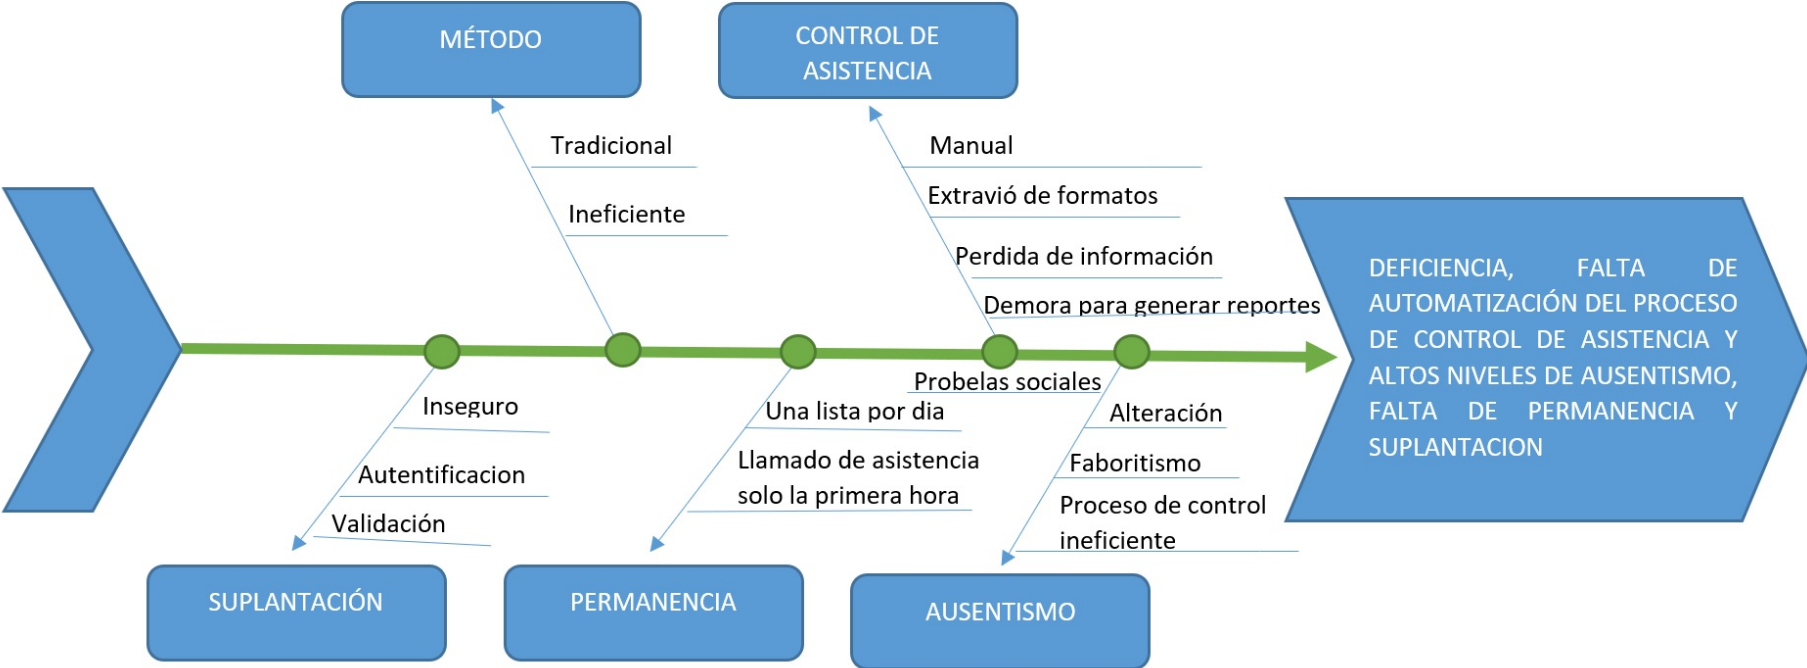 MÉTODO
CONTROL DE
ASISTENCIA
Tradicional
Ineficiente
Manual
Extravió de formatos
Perdida de información
Demora para generar reportes
DEFICIENCIA, FALTA DE
AUTOMATIZACIÓN DEL PROCESO
DE CONTROL DE ASISTENCIA Y
ALTOS NIVELES DE AUSENTISMO,
FALTA DE PERMANENCIA Y
SUPLANTACION
Inseguro
Autentificacion
Validación
Una lista por dia
Llamado de asistencia
solo la primera hora
Probelas sociales
Alteración
Faboritismo
Proceso de control
ineficiente
SUPLANTACIÓN
PERMANENCIA
AUSENTISMO